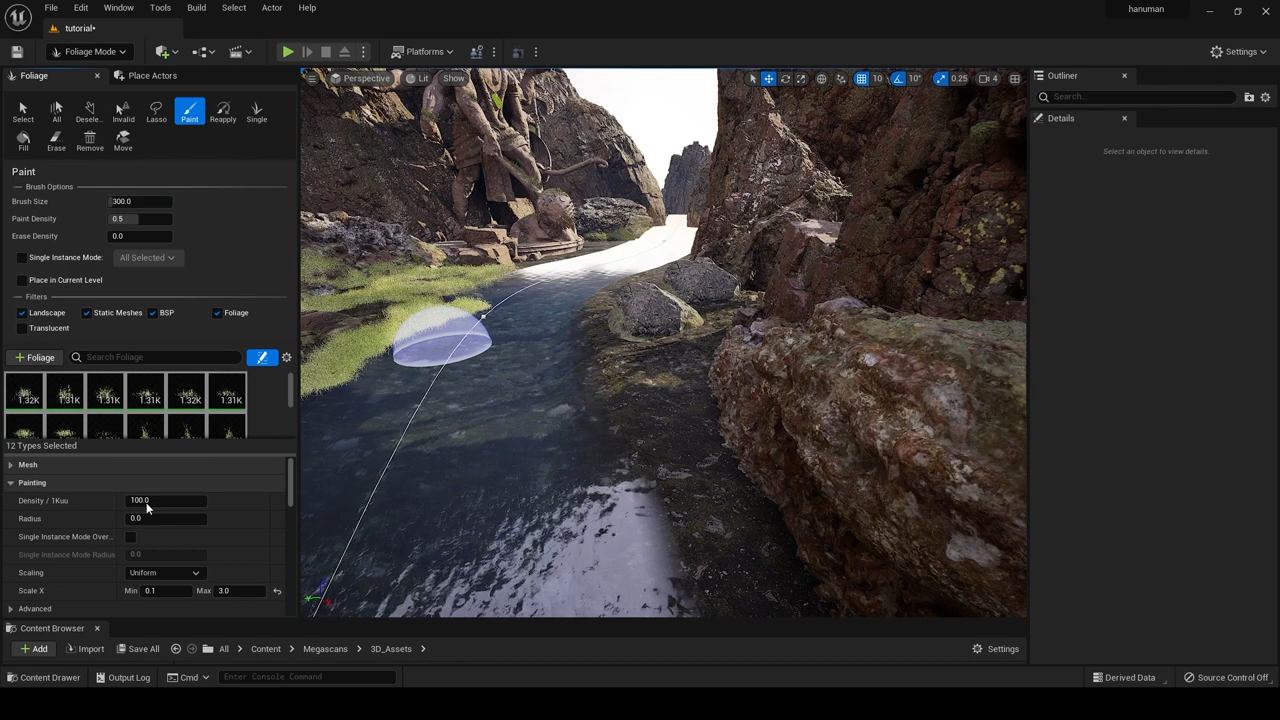 File Edit Window Tools Build Select Actor Help
hanuman
tutorial*
Foliage Mode
Platforms
Settings
Foliage
Place Actors
Perspective
Lit
Show
10
10°
0.25
4
Outliner
Search...
Details
Select an object to view details.
Select All Desele... Invalid Lasso Paint Reapply Single
Fill Erase Remove Move
Paint
Brush Options
Brush Size 300.0
Paint Density 0.5
Erase Density 0.0
Single Instance Mode: All Selected
Place in Current Level
Filters
Landscape Static Meshes BSP Foliage
Translucent
+ Foliage Search Foliage
1.32K 1.31K 1.31K 1.31K 1.32K 1.31K
12 Types Selected
Mesh
Painting
Density / 1Kuu 100.0
Radius 0.0
Single Instance Mode Over...
Single Instance Mode Radius 0.0
Scaling Uniform
Scale X Min 0.1 Max 3.0
Advanced
Content Browser
+ Add Import Save All All > Content > Megascans > 3D_Assets > Settings
Content Drawer Output Log Cmd Enter Console Command Derived Data Source Control Off